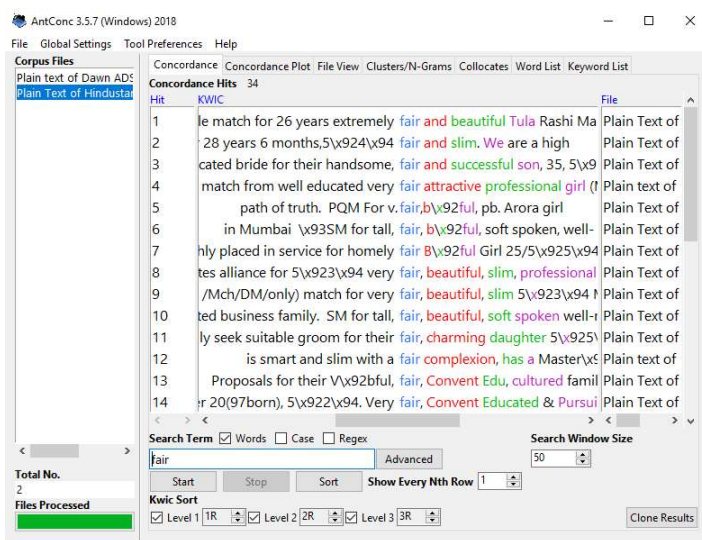 AntConc 3.5.7 (Windows) 2018
File Global Settings Tool Preferences Help
Corpus Files
Plain text of Dawn ADS
Plain Text of Hindustan
Concordance Concordance Plot File View Clusters/N-Grams Collocates Word List Keyword List
Concordance Hits 34
Hit KWIC File
1 le match for 26 years extremely fair and beautiful Tula Rashi Ma Plain Text of
2 28 years 6 months,5\x924\x94 fair and slim. We are a high Plain Text of
3 cated bride for their handsome, fair and successful son, 35, 5\x9 Plain Text of
4 match from well educated very fair attractive professional girl (M Plain text of
5 path of truth. PQM For v.fair,b\x92ful, pb. Arora girl Plain Text of
6 in Mumbai \x93SM for tall, fair, b\x92ful, soft spoken, well- Plain Text of
7 hly placed in service for homely fair B\x92ful Girl 25/5\x925\x94 Plain Text of
8 tes alliance for 5\x923\x94 very fair, beautiful, slim, professional Plain Text of
9 /Mch/DM/only) match for very fair, beautiful, slim 5\x923\x94 Plain Text of
10 ted business family. SM for tall, fair, beautiful, soft spoken well- Plain Text of
11 ly seek suitable groom for their fair, charming daughter 5\x925\ Plain Text of
12 is smart and slim with a fair complexion, has a Master\x9 Plain text of
13 Proposals for their V\x92bful, fair, Convent Edu, cultured famil Plain Text of
14 r 20(97born), 5\x922\x94. Very fair, Convent Educated & Pursui Plain Text of
Search Term Words Case Regex Search Window Size
fair Advanced 50
Start Stop Sort Show Every Nth Row 1
Total No.
2
Files Processed
Kwic Sort
Level 1 1R Level 2 2R Level 3 3R Clone Results